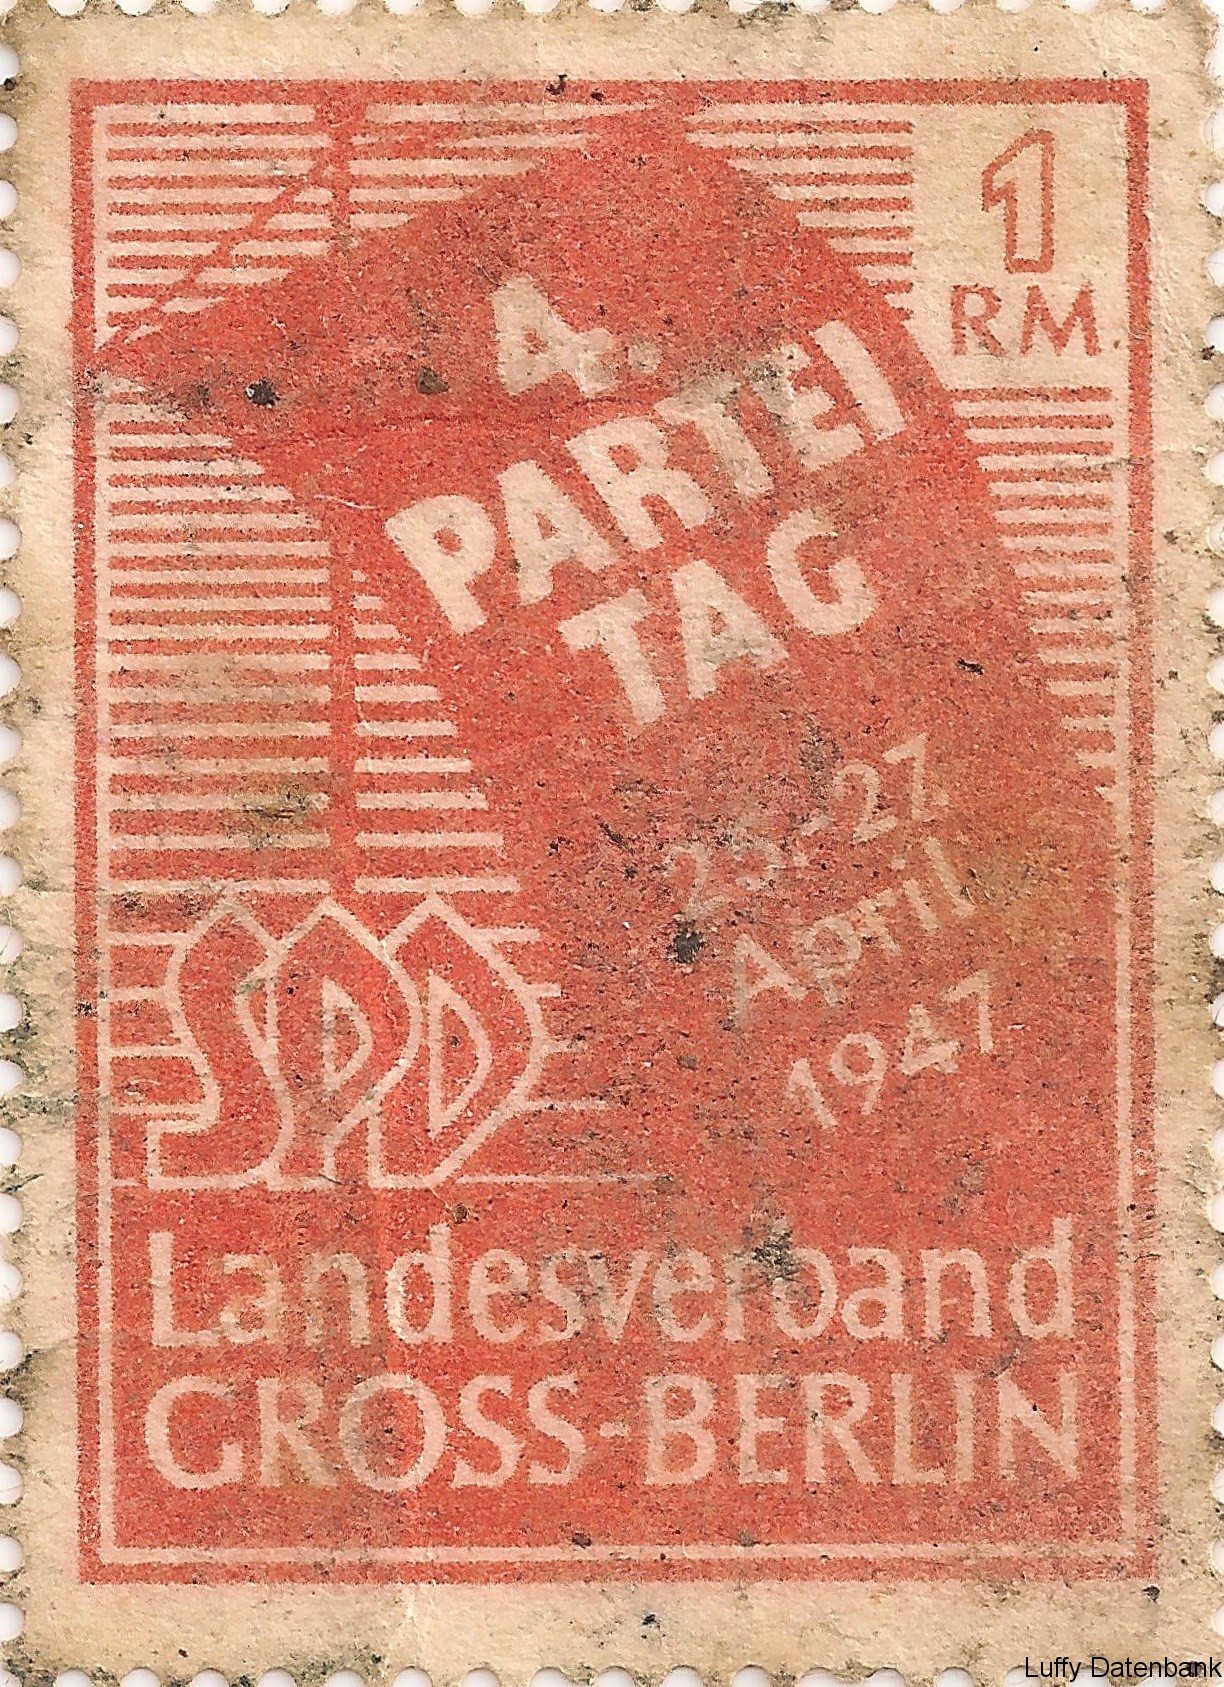 1
RM
4.
PARTEI
TAG
25.-27.
April
1947
SPD
Landesverband
GROSS-BERLIN
Luffy Datenbank